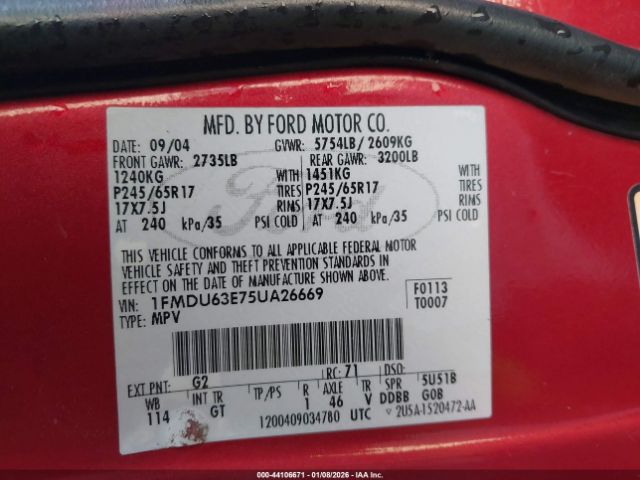 MFD. BY FORD MOTOR CO.
DATE: 09/04 GVWR: 5754LB/ 2609KG
FRONT GAWR: 2735LB REAR GAWR: 3200LB
1240KG WITH 1451KG WITH
P245/65R17 TIRES P245/65R17 TIRES
17X7.5J RIMS 17X7.5J RIMS
AT 240 kPa/35 PSI COLD AT 240 kPa/35 PSI COLD
Ford
THIS VEHICLE CONFORMS TO ALL APPLICABLE FEDERAL MOTOR
VEHICLE SAFETY AND THEFT PREVENTION STANDARDS IN
EFFECT ON THE DATE OF MANUFACTURE SHOWN ABOVE.
VIN: 1FMDU63E75UA26669 F0113
TYPE: MPV T0007
EXT PNT: G2 RC: 71 DSO:
WB INT TR TP/PS R AXLE TR SPR 5U51B
114 GT 1 46 V DDBB G0B
1200409034780 UTC 2U5A-1520472-AA
000-44106671 - 01/08/2026 - IAA, Inc.